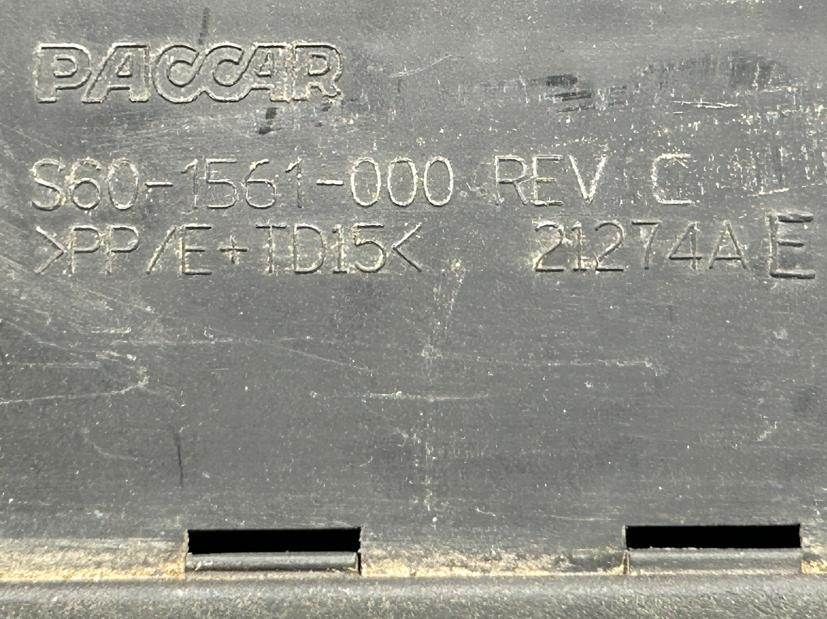 PACCAR
S60-1561-000 REV C
>PP/E+TD15< 21274A E